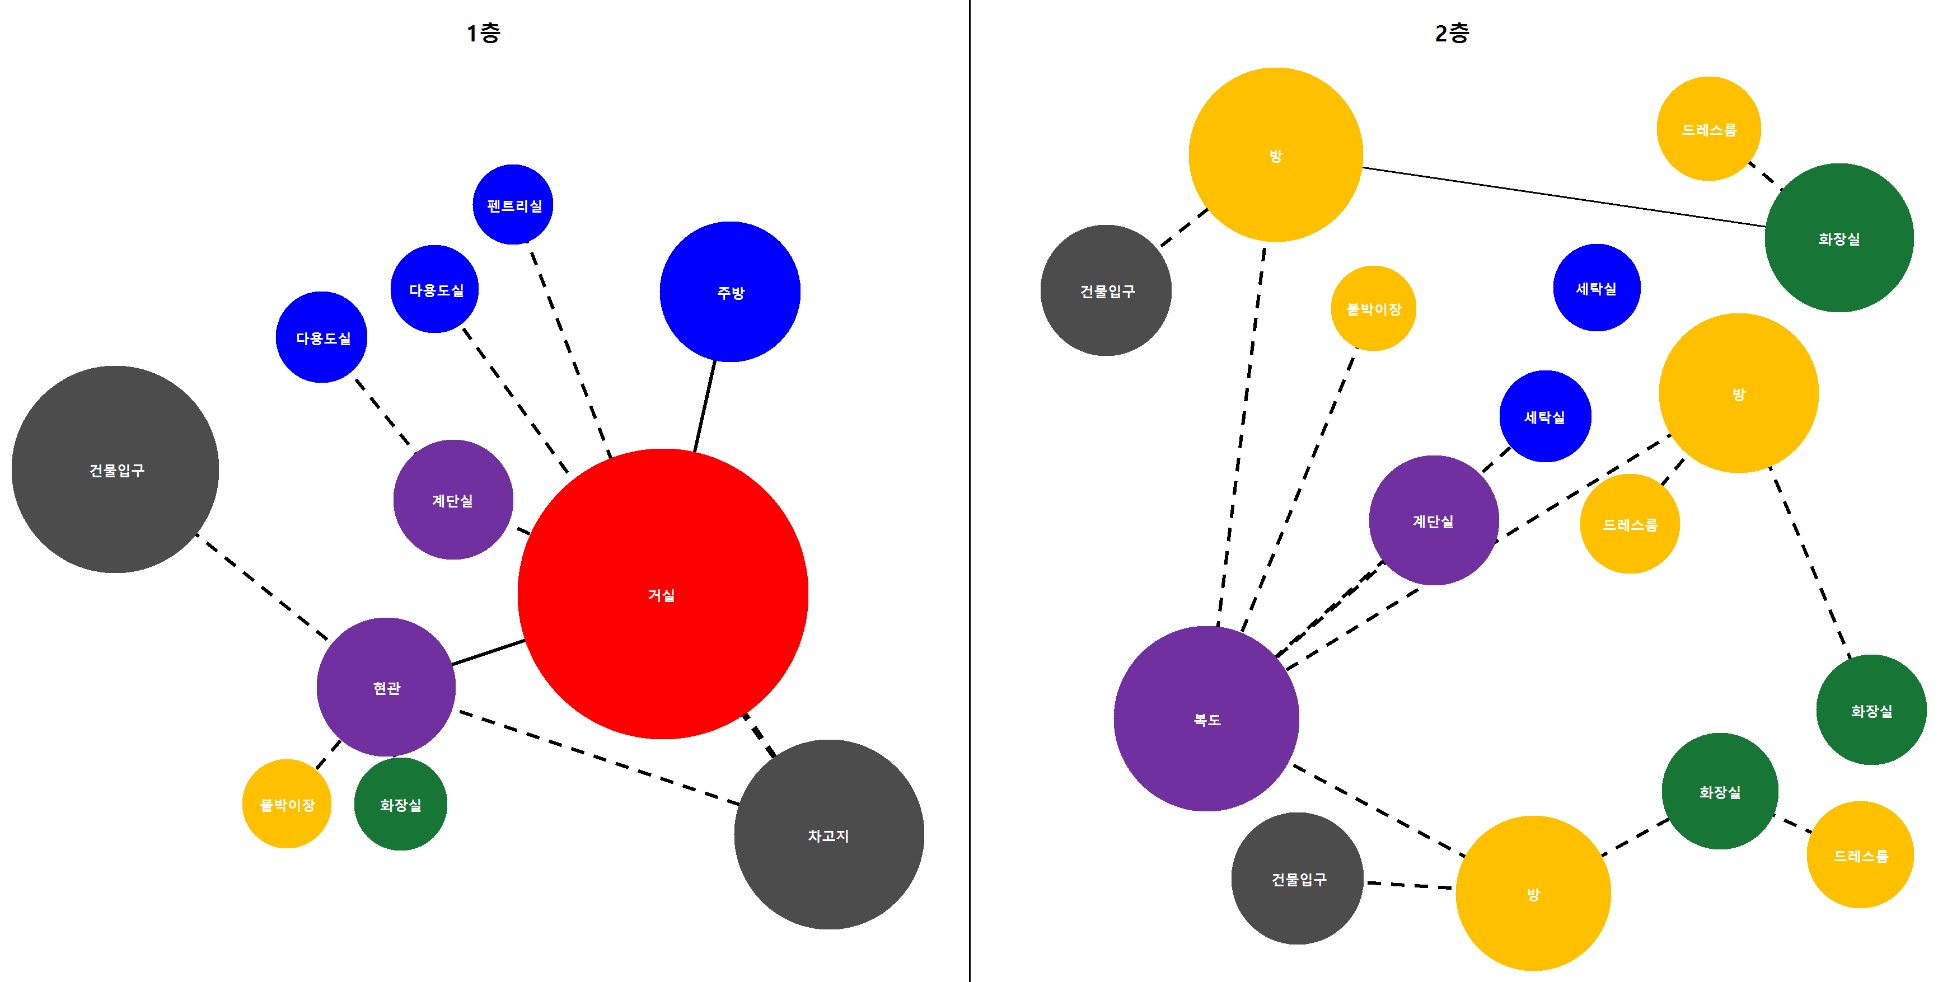 1층
펜트리실
다용도실
주방
다용도실
건물입구
계단실
거실
현관
붙박이장
화장실
차고지
2층
드레스룸
방
화장실
건물입구
세탁실
붙박이장
방
세탁실
계단실
드레스룸
복도
화장실
화장실
드레스룸
건물입구
방